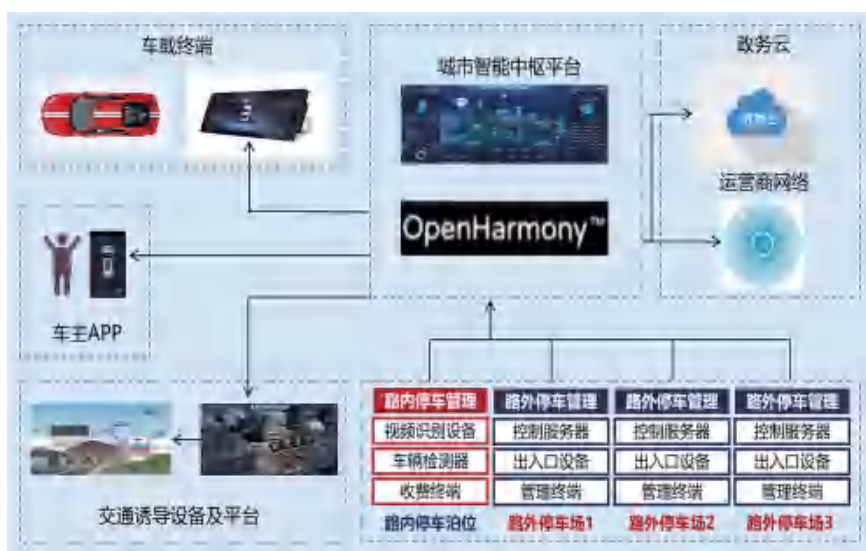 车载终端
城市智能中枢平台
政务云
运营商网络
OpenHarmony™
车主APP
交通诱导设备及平台
路内停车管理
视频识别设备
车辆检测器
收费终端
路内停车泊位
路外停车管理
控制服务器
出入口设备
管理终端
路外停车场1
路外停车管理
控制服务器
出入口设备
管理终端
路外停车场2
路外停车管理
控制服务器
出入口设备
管理终端
路外停车场3